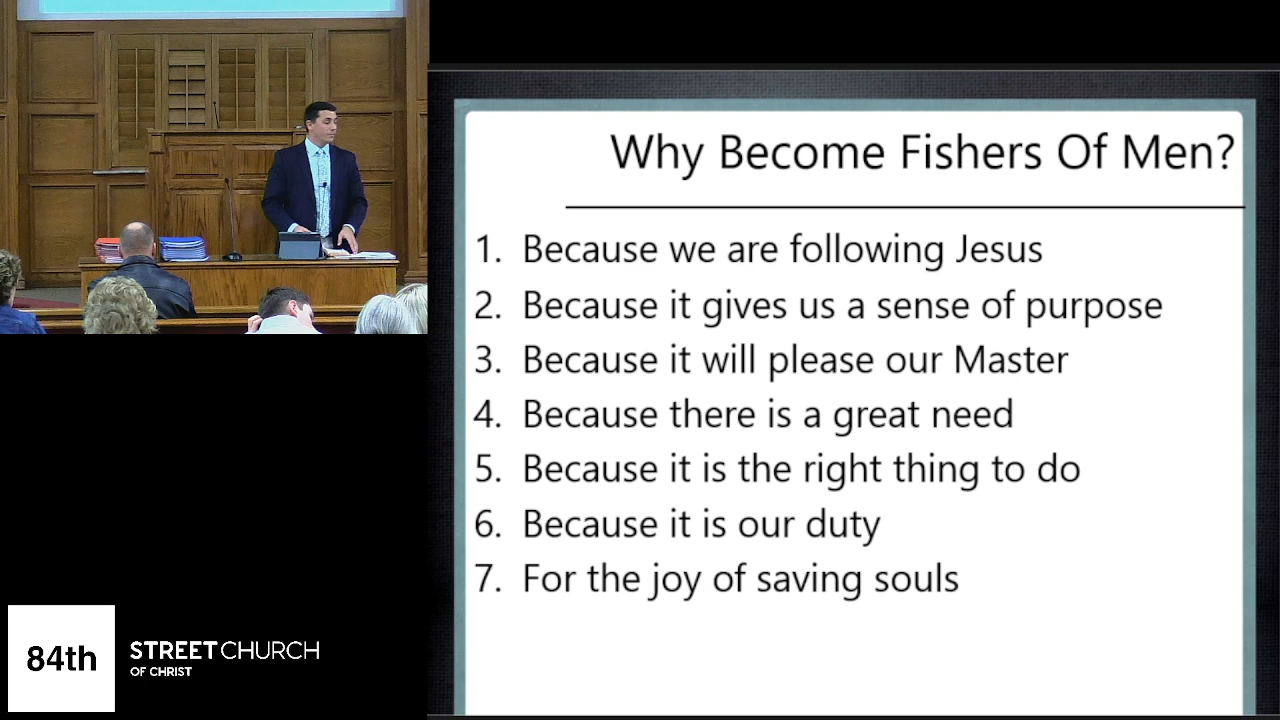 Why Become Fishers Of Men?
1. Because we are following Jesus
2. Because it gives us a sense of purpose
3. Because it will please our Master
4. Because there is a great need
5. Because it is the right thing to do
6. Because it is our duty
7. For the joy of saving souls
84th
STREET CHURCH
OF CHRIST